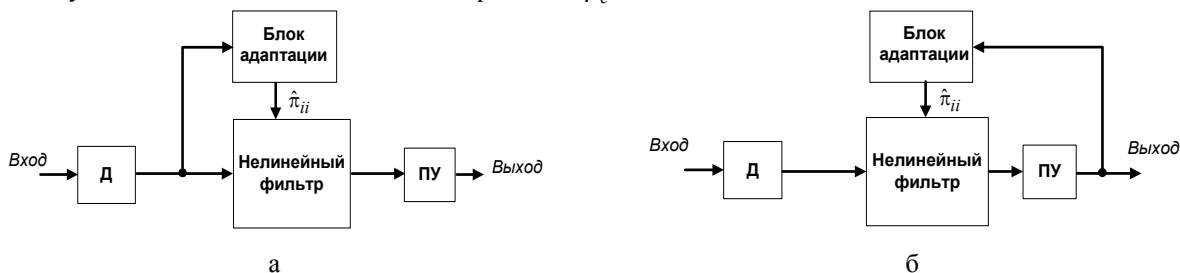 Блок
адаптации
π̂ii
Вход
Д
Нелинейный
фильтр
ПУ
Выход
а
Блок
адаптации
π̂ii
Вход
Д
Нелинейный
фильтр
ПУ
Выход
б